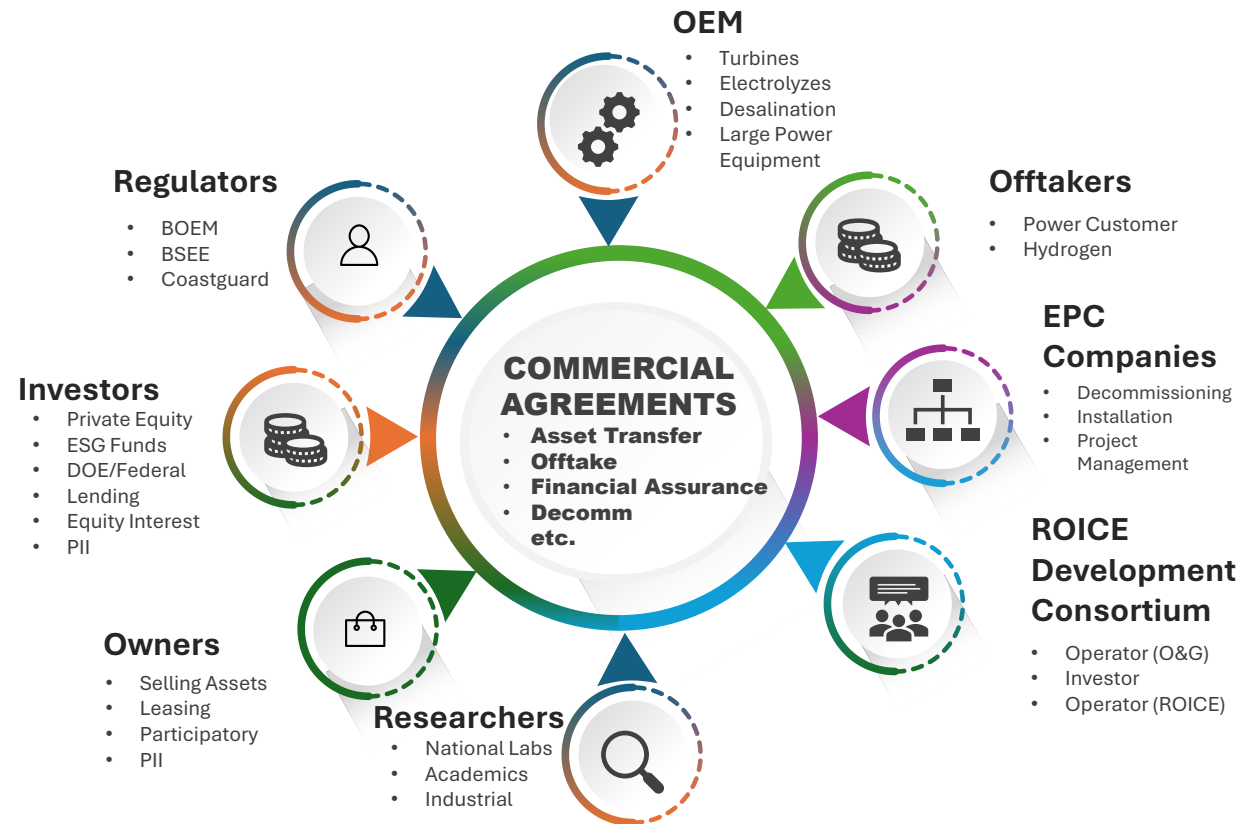 OEM
• Turbines
• Electrolyzes
• Desalination
• Large Power
Equipment
Regulators
• BOEM
• BSEE
• Coastguard
Offtakers
• Power Customer
• Hydrogen
EPC
Companies
• Decommissioning
• Installation
• Project
Management
Investors
• Private Equity
• ESG Funds
• DOE/Federal
• Lending
• Equity Interest
• PII
COMMERCIAL
AGREEMENTS
• Asset Transfer
• Offtake
• Financial Assurance
• Decomm
etc.
ROICE
Development
Consortium
• Operator (O&G)
• Investor
• Operator (ROICE)
Owners
• Selling Assets
• Leasing
• Participatory
• PII
Researchers
• National Labs
• Academics
• Industrial